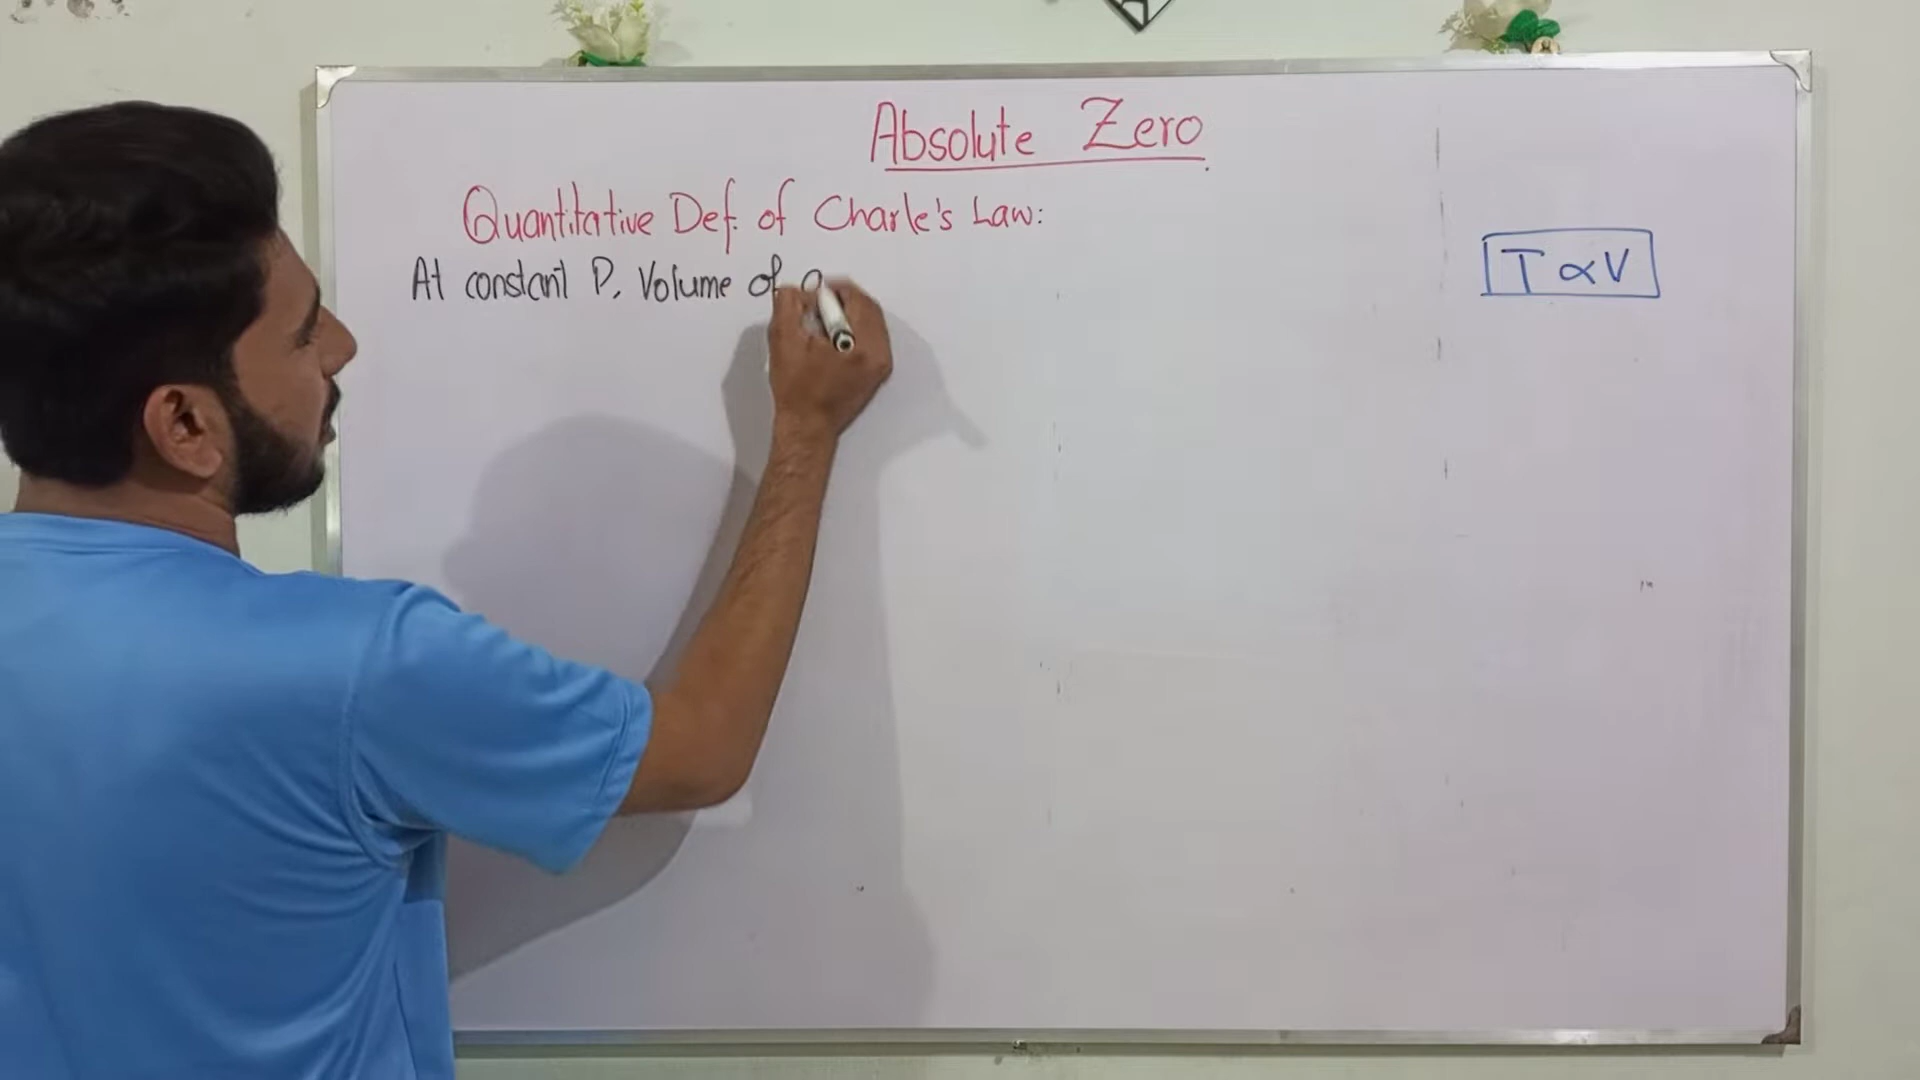 Absolute Zero
Quantitative Def. of Charle's Law:
At constant P, Volume of a
T ∝ V